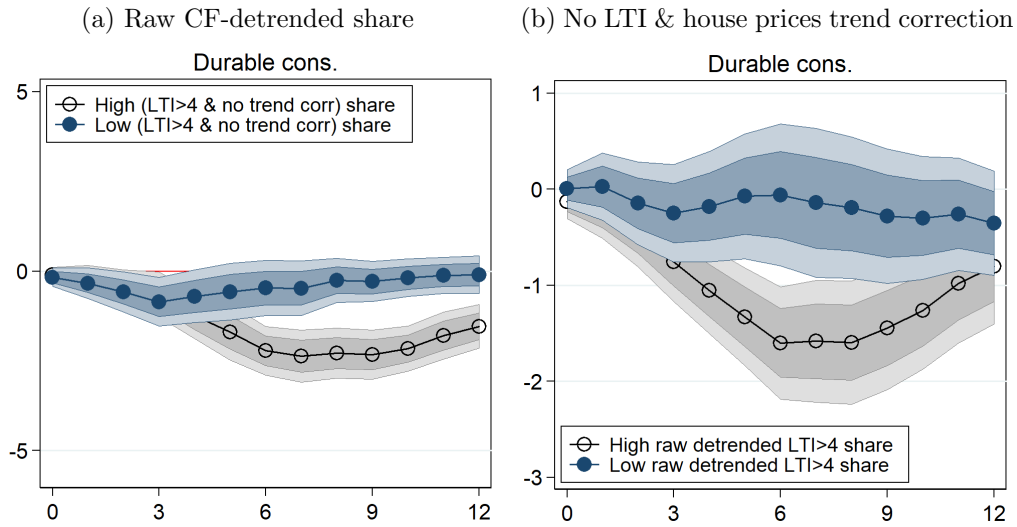 (a) Raw CF-detrended share
Durable cons.
High (LTI>4 & no trend corr) share
Low (LTI>4 & no trend corr) share
5
0
-5
0 3 6 9 12
(b) No LTI & house prices trend correction
Durable cons.
1
0
-1
-2
-3
High raw detrended LTI>4 share
Low raw detrended LTI>4 share
0 3 6 9 12